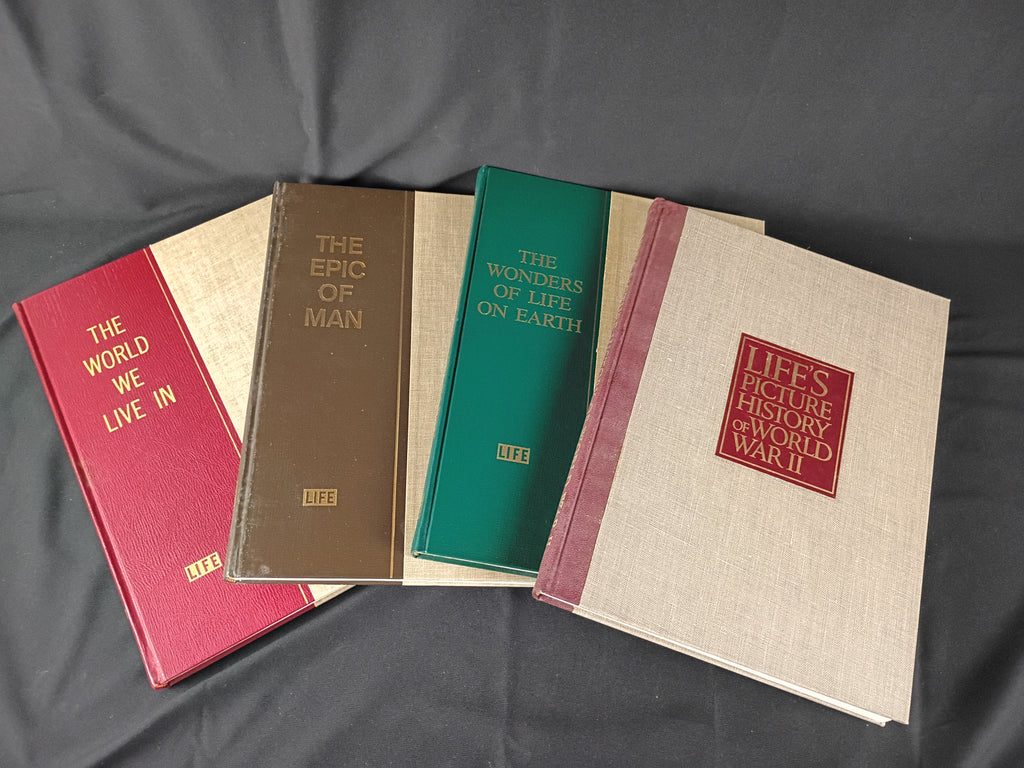 THE
WORLD
WE
LIVE IN
LIFE
THE
EPIC
OF
MAN
LIFE
THE
WONDERS
OF LIFE
ON EARTH
LIFE
LIFE'S
PICTURE
HISTORY
OF WORLD
WAR II